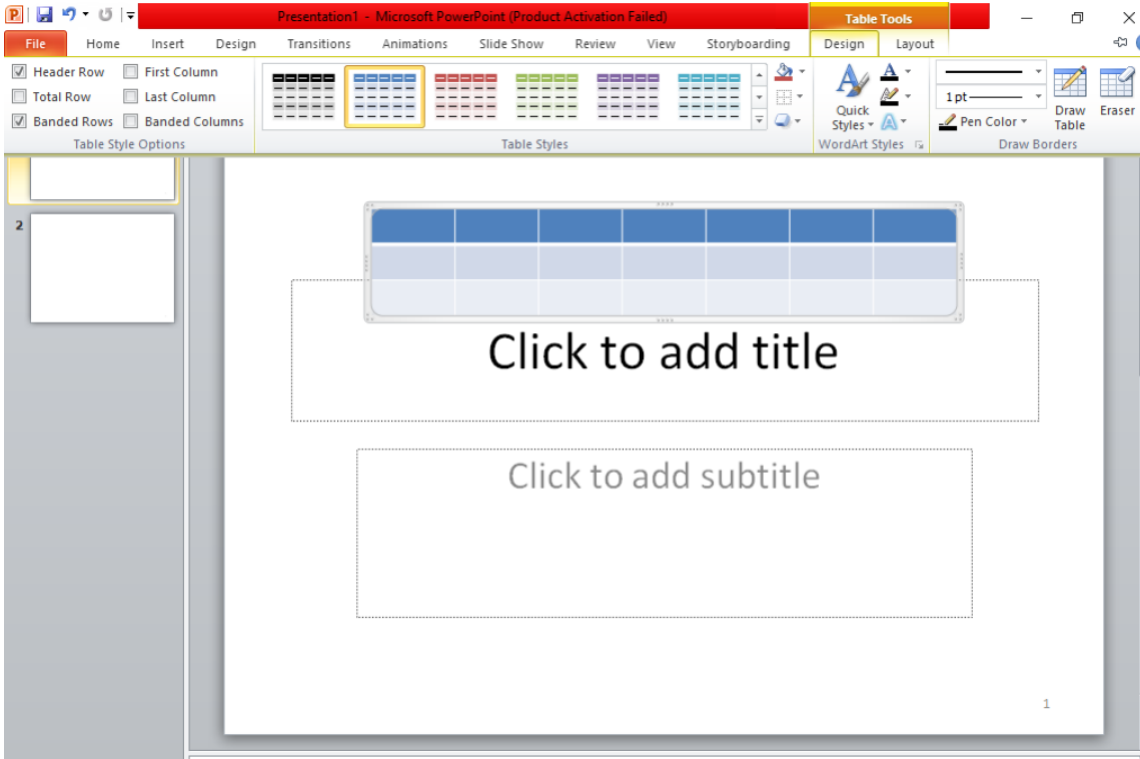 Presentation1 - Microsoft PowerPoint (Product Activation Failed)
Table Tools
File Home Insert Design Transitions Animations Slide Show Review View Storyboarding Design Layout
Header Row First Column
Total Row Last Column
Banded Rows Banded Columns
Table Style Options
Table Styles
Quick
Styles
WordArt Styles
1 pt
Pen Color
Draw
Table
Eraser
Draw Borders
2
Click to add title
Click to add subtitle
1